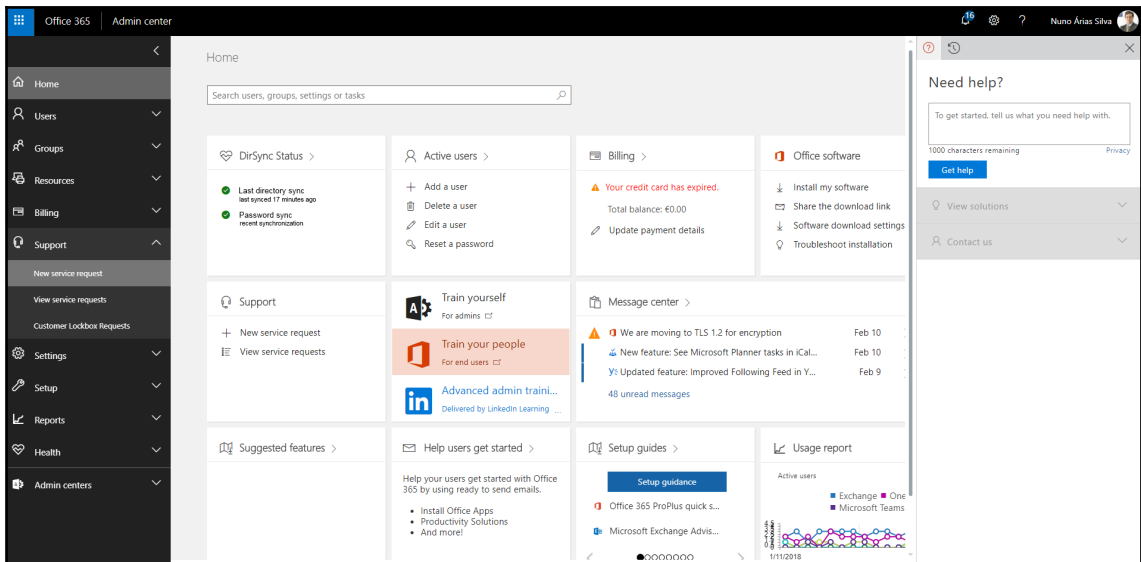 Office 365
Admin center
16
?
Nuno Árias Silva
Home
Users
Groups
Resources
Billing
Support
New service request
View service requests
Customer Lockbox Requests
Settings
Setup
Reports
Health
Admin centers
Home
Search users, groups, settings or tasks
DirSync Status >
Last directory sync
last synced 17 minutes ago
Password sync
recent synchronization
Active users >
Add a user
Delete a user
Edit a user
Reset a password
Billing >
Your credit card has expired.
Total balance: €0.00
Update payment details
Office software
Install my software
Share the download link
Software download settings
Troubleshoot installation
Support
New service request
View service requests
Train yourself
For admins
Train your people
For end users
Advanced admin traini...
Delivered by LinkedIn Learning ...
Message center >
We are moving to TLS 1.2 for encryption Feb 10
New feature: See Microsoft Planner tasks in iCal... Feb 10
Updated feature: Improved Following Feed in Y... Feb 9
48 unread messages
Suggested features >
Help users get started >
Help your users get started with Office
365 by using ready to send emails.
• Install Office Apps
• Productivity Solutions
• And more!
Setup guides >
Setup guidance
Office 365 ProPlus quick s...
Microsoft Exchange Advis...
Usage report
Active users
Exchange One
Microsoft Teams
1/11/2018
?
Need help?
To get started, tell us what you need help with.
1000 characters remaining Privacy
Get help
View solutions
Contact us